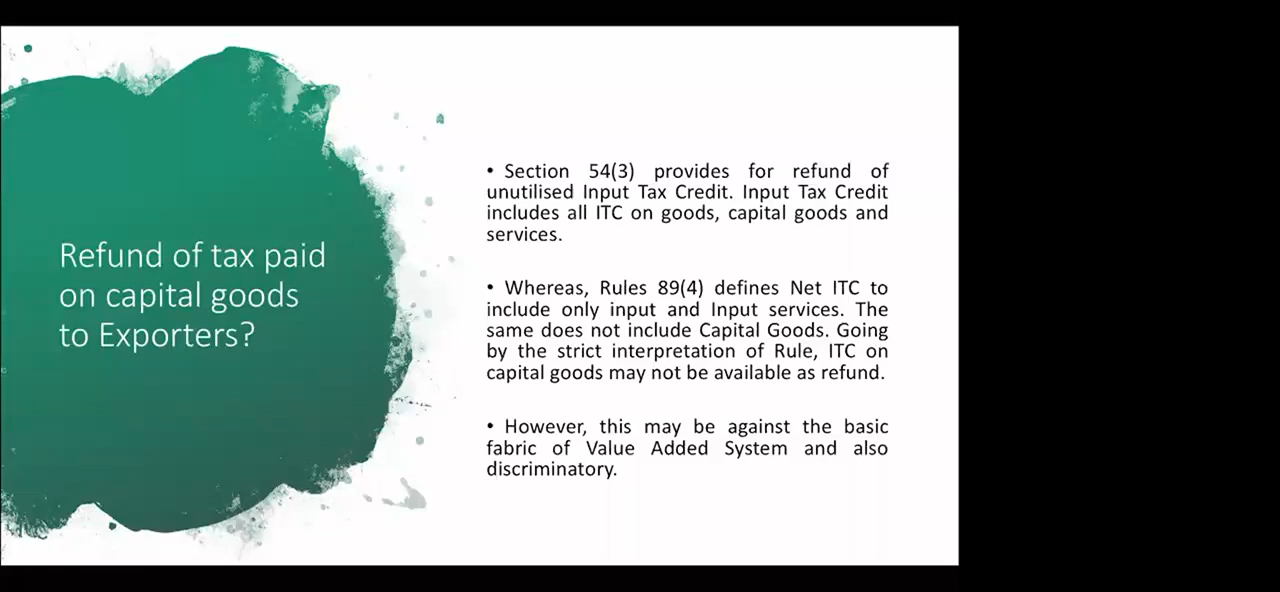 Refund of tax paid
on capital goods
to Exporters?
• Section 54(3) provides for refund of
unutilised Input Tax Credit. Input Tax Credit
includes all ITC on goods, capital goods and
services.
• Whereas, Rules 89(4) defines Net ITC to
include only input and Input services. The
same does not include Capital Goods. Going
by the strict interpretation of Rule, ITC on
capital goods may not be available as refund.
• However, this may be against the basic
fabric of Value Added System and also
discriminatory.